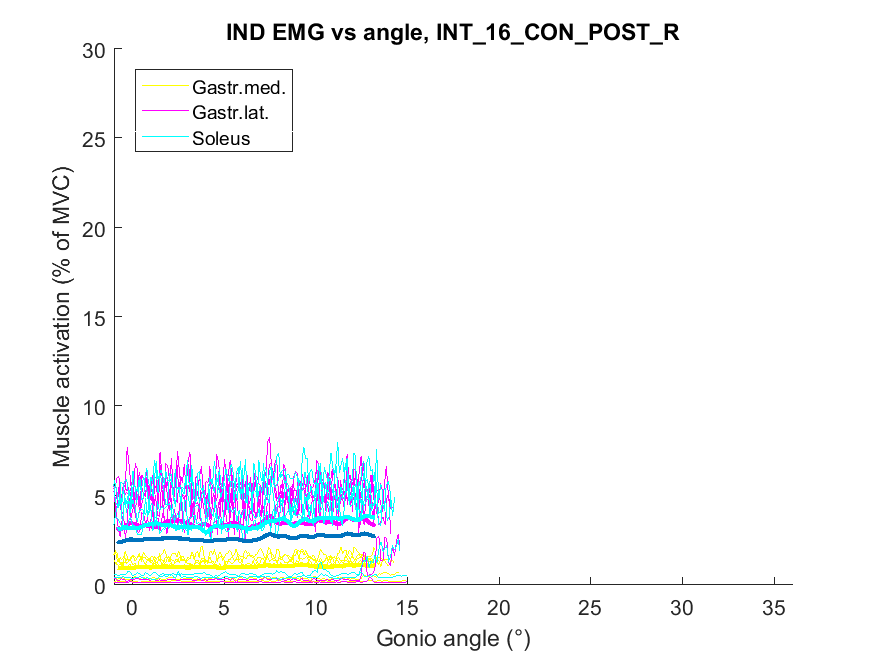 IND EMG vs angle, INT_16_CON_POST_R
30
25
20
15
10
5
0
Muscle activation (% of MVC)
Gastr.med.
Gastr.lat.
Soleus
0 5 10 15 20 25 30 35
Gonio angle (°)